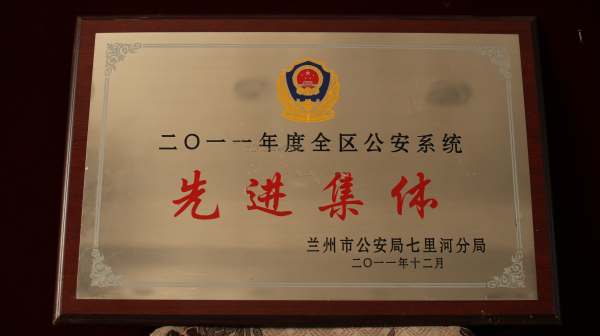 二〇一一年度全区公安系统
先进集体
兰州市公安局七里河分局
二〇一一年十二月